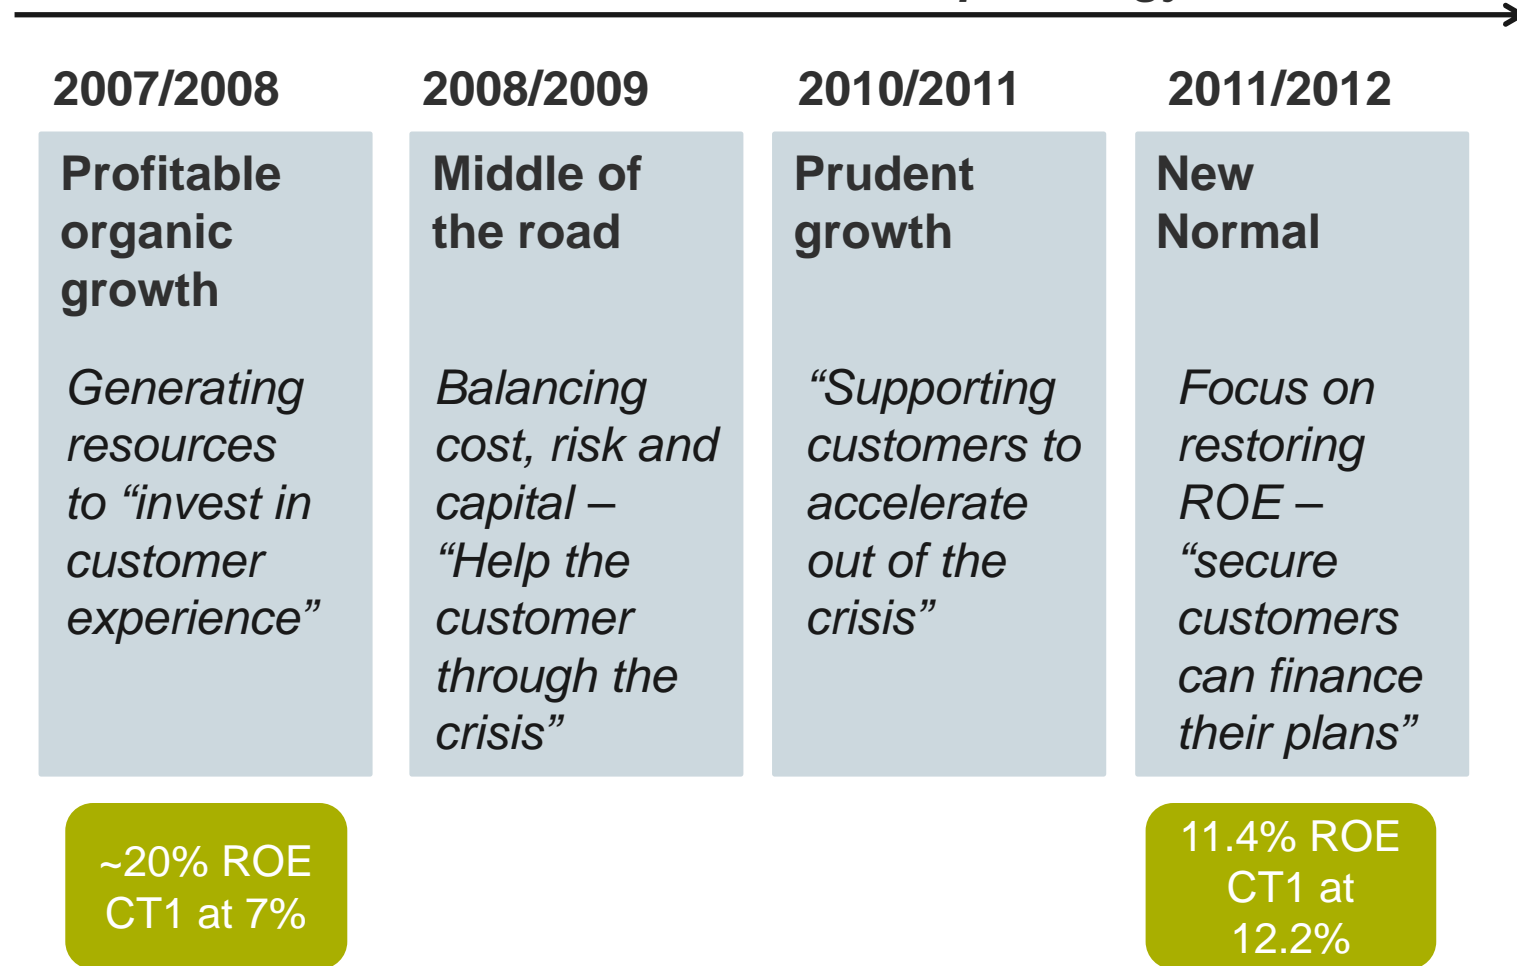 2007/2008
Profitable
organic
growth
Generating
resources
to “invest in
customer
experience”
~20% ROE
CT1 at 7%
2008/2009
Middle of
the road
Balancing
cost, risk and
capital –
“Help the
customer
through the
crisis”
2010/2011
Prudent
growth
“Supporting
customers to
accelerate
out of the
crisis”
2011/2012
New
Normal
Focus on
restoring
ROE –
“secure
customers
can finance
their plans”
11.4% ROE
CT1 at
12.2%